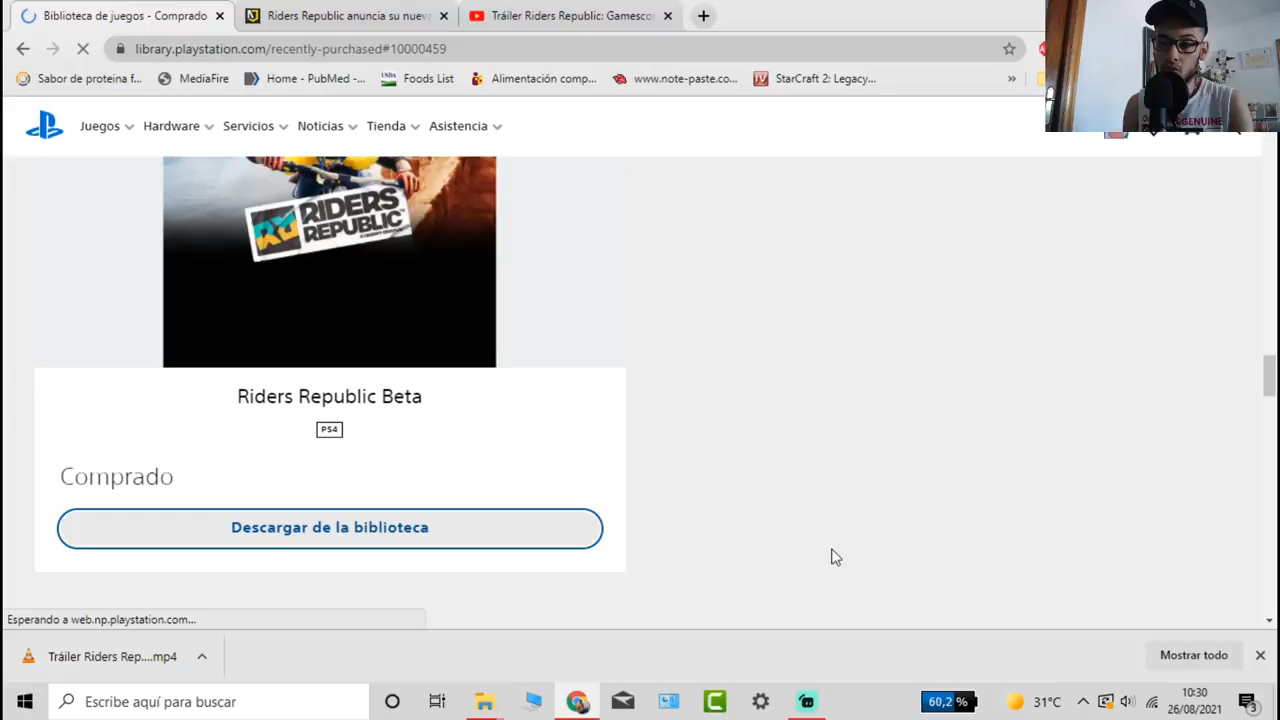 Biblioteca de juegos - Comprado
Riders Republic anuncia su nueva
Tráiler Riders Republic: Gamesco
library.playstation.com/recently-purchased#10000459
Sabor de proteina f...
MediaFire
Home - PubMed -...
Foods List
Alimentación comp...
www.note-paste.co...
StarCraft 2: Legacy...
»
Juegos
Hardware
Servicios
Noticias
Tienda
Asistencia
GENUINE
RIDERS
REPUBLIC
Riders Republic Beta
PS4
Comprado
Descargar de la biblioteca
Esperando a web.np.playstation.com...
Tráiler Riders Rep....mp4
Mostrar todo
Escribe aquí para buscar
60,2 %
31°C
10:30
26/08/2021
3